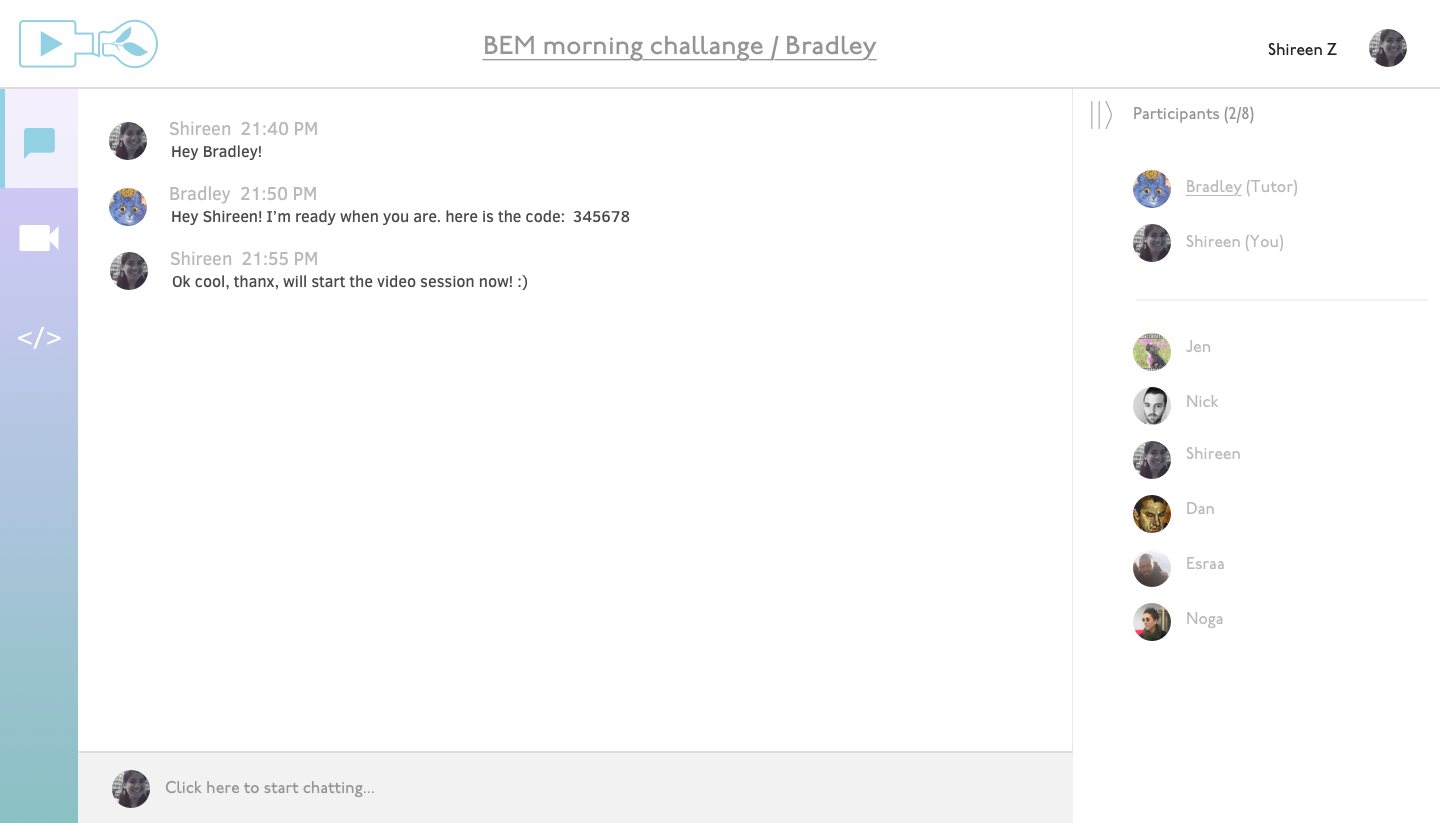 BEM morning challange / Bradley
Shireen Z
Shireen 21:40 PM
Hey Bradley!
Bradley 21:50 PM
Hey Shireen! I'm ready when you are. here is the code: 345678
Shireen 21:55 PM
Ok cool, thanx, will start the video session now! :)
Click here to start chatting...
Participants (2/8)
Bradley (Tutor)
Shireen (You)
Jen
Nick
Shireen
Dan
Esraa
Noga
</>